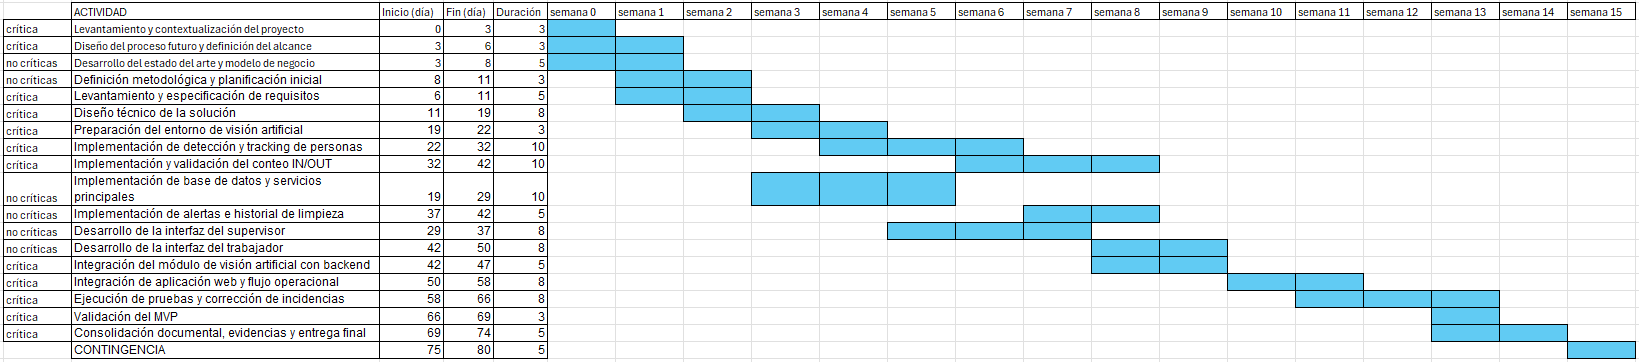 ACTIVIDAD Inicio (día) Fin (día) Duración semana 0 semana 1 semana 2 semana 3 semana 4 semana 5 semana 6 semana 7 semana 8 semana 9 semana 10 semana 11 semana 12 semana 13 semana 14 semana 15
crítica Levantamiento y contextualización del proyecto 0 3 3
crítica Diseño del proceso futuro y definición del alcance 3 6 3
no críticas Desarrollo del estado del arte y modelo de negocio 3 8 5
no críticas Definición metodológica y planificación inicial 8 11 3
crítica Levantamiento y especificación de requisitos 6 11 5
crítica Diseño técnico de la solución 11 19 8
crítica Preparación del entorno de visión artificial 19 22 3
crítica Implementación de detección y tracking de personas 22 32 10
crítica Implementación y validación del conteo IN/OUT 32 42 10
Implementación de base de datos y servicios
no críticas principales 19 29 10
no críticas Implementación de alertas e historial de limpieza 37 42 5
no críticas Desarrollo de la interfaz del supervisor 29 37 8
no críticas Desarrollo de la interfaz del trabajador 42 50 8
crítica Integración del módulo de visión artificial con backend 42 47 5
crítica Integración de aplicación web y flujo operacional 50 58 8
crítica Ejecución de pruebas y corrección de incidencias 58 66 8
crítica Validación del MVP 66 69 3
crítica Consolidación documental, evidencias y entrega final 69 74 5
CONTINGENCIA 75 80 5